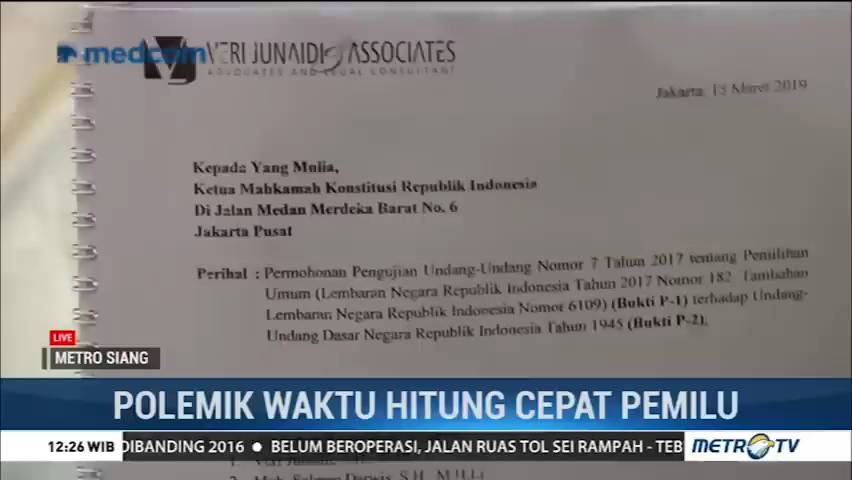 medcom
VERI JUNAIDI & ASSOCIATES
ADVOCATES AND LEGAL CONSULTANT
Jakarta, 15 Maret 2019
Kepada Yang Mulia,
Ketua Mahkamah Konstitusi Republik Indonesia
Di Jalan Medan Merdeka Barat No. 6
Jakarta Pusat
Perihal : Permohonan Pengujian Undang-Undang Nomor 7 Tahun 2017 tentang Pemilihan
Umum (Lembaran Negara Republik Indonesia Tahun 2017 Nomor 182 Tambahan
Lembaran Negara Republik Indonesia Nomor 6109) (Bukti P-1) terhadap Undang-
Undang Dasar Negara Republik Indonesia Tahun 1945 (Bukti P-2).
LIVE
METRO SIANG
POLEMIK WAKTU HITUNG CEPAT PEMILU
12:26 WIB DIBANDING 2016 ● BELUM BEROPERASI, JALAN RUAS TOL SEI RAMPAH - TEB METRO TV